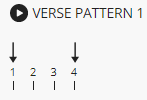 VERSE PATTERN 1
1 2 3 4